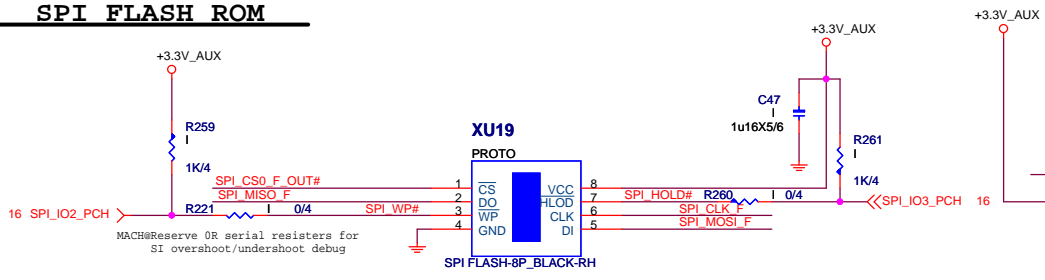 SPI FLASH ROM
+3.3V_AUX
+3.3V_AUX
+3.3V_AUX
C47
I
1u16X5/6
R259
I
1K/4
XU19
PROTO
R261
I
1K/4
SPI_CS0_F_OUT#
1
CS
VCC
8
SPI_MISO_F
2
DO
HLOD
7
SPI_HOLD#
R260
I
0/4
16 SPI_IO2_PCH
R221
I
0/4
SPI_WP#
3
WP
CLK
6
SPI_CLK_F
SPI_IO3_PCH 16
4
GND
DI
5
SPI_MOSI_F
MACH@Reserve 0R serial resisters for
SI overshoot/undershoot debug
SPI FLASH-8P_BLACK-RH